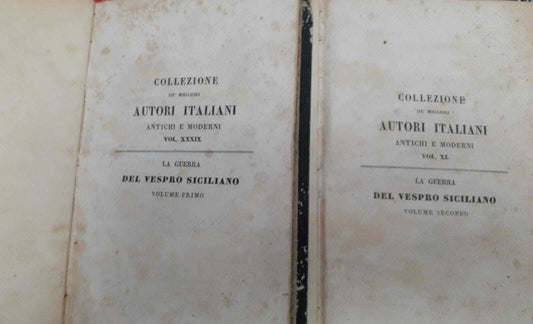 COLLEZIONE
DE' MIGLIORI
AUTORI ITALIANI
ANTICHI E MODERNI
VOL. XXXIX
LA GUERRA
DEL VESPRO SICILIANO
VOLUME PRIMO
COLLEZIONE
DE' MIGLIORI
AUTORI ITALIANI
ANTICHI E MODERNI
VOL. XL
LA GUERRA
DEL VESPRO SICILIANO
VOLUME SECONDO